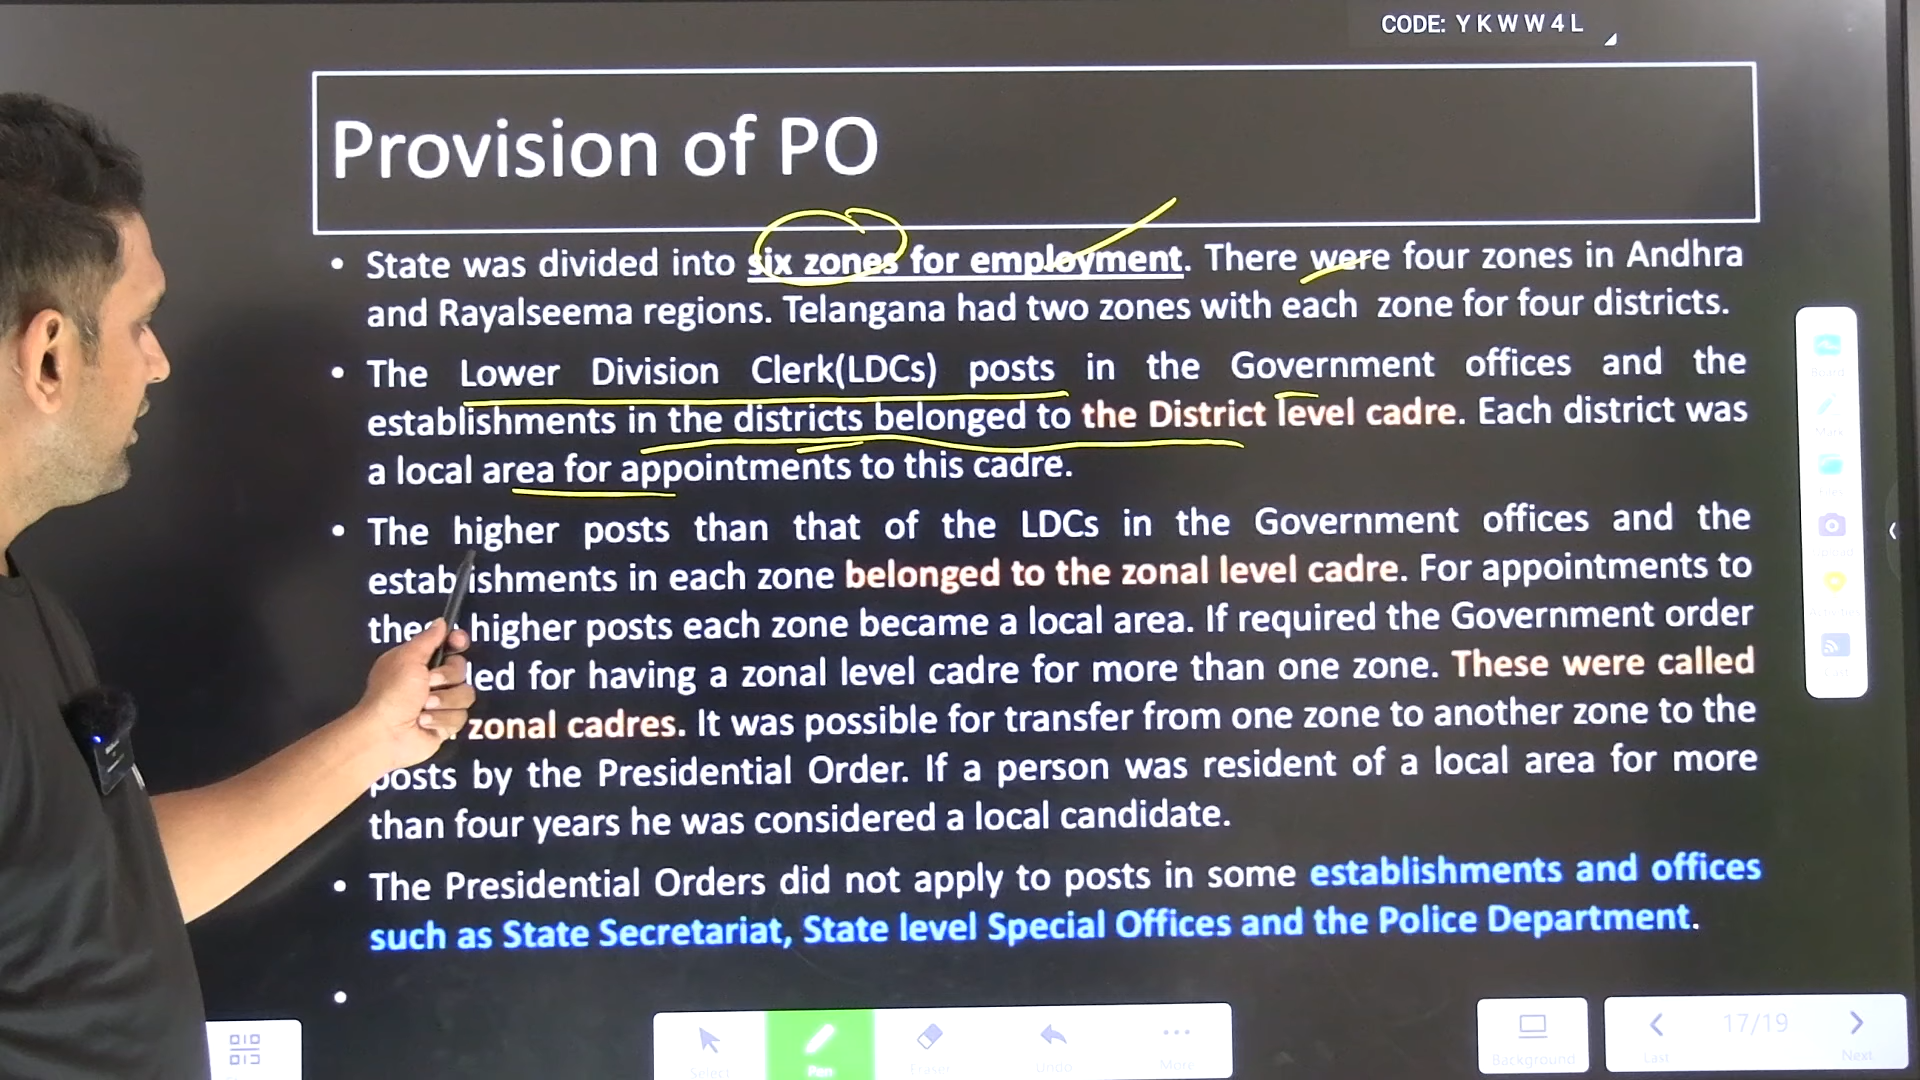 CODE: Y K W W 4 L
Provision of PO
• State was divided into six zones for employment. There were four zones in Andhra
and Rayalseema regions. Telangana had two zones with each zone for four districts.
• The Lower Division Clerk(LDCs) posts in the Government offices and the
establishments in the districts belonged to the District level cadre. Each district was
a local area for appointments to this cadre.
• The higher posts than that of the LDCs in the Government offices and the
establishments in each zone belonged to the zonal level cadre. For appointments to
higher posts each zone became a local area. If required the Government order
for having a zonal level cadre for more than one zone. These were called
zonal cadres. It was possible for transfer from one zone to another zone to the
posts by the Presidential Order. If a person was resident of a local area for more
than four years he was considered a local candidate.
• The Presidential Orders did not apply to posts in some establishments and offices
such as State Secretariat, State level Special Offices and the Police Department.
•
Select Pen Eraser Undo More Background Last 17/19 Next